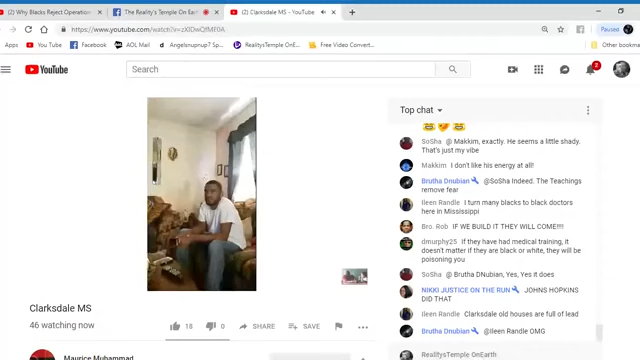 (2) Why Blacks Reject Operation
The Reality's Temple On Earth
(1) Clarksdale MS - YouTube
https://www.youtube.com/watch?v=
Paused
Apps
You Tube
Facebook
AOL Mail
Angelsnupnup7 Sp
RealitysTemple OnE
Free Video Convert
Other Bookm
YouTube
Search
2
Top chat
SoSha @ Makkim, exactly. He seems a little shady.
That's just my vibe
Makkim I don't like his energy at all!
Brutha Dnubian @SoSha Indeed. The Teachings
remove fear
Ileen Randle I turn many blacks to black doctors
here in Mississippi
Bro. Rob IF WE BUILD IT THEY WILL COME!!!!
dmurphy25 If they have had medical training, it
doesn't matter if they are black or white, they will be
poisoning you
SoSha @ Brutha DNubian, Yes, Yes it does
NIKKI JUSTICE ON THE RUN JOHNS HOPKINS
DID THAT
Ileen Randle Clarksdale old houses are full of lead
Brutha Dnubian @Ileen Randle OMG
RealitysTemple OnEarth
Clarksdale MS
46 watching now
18
0
SHARE
SAVE
Maurice Muhammad